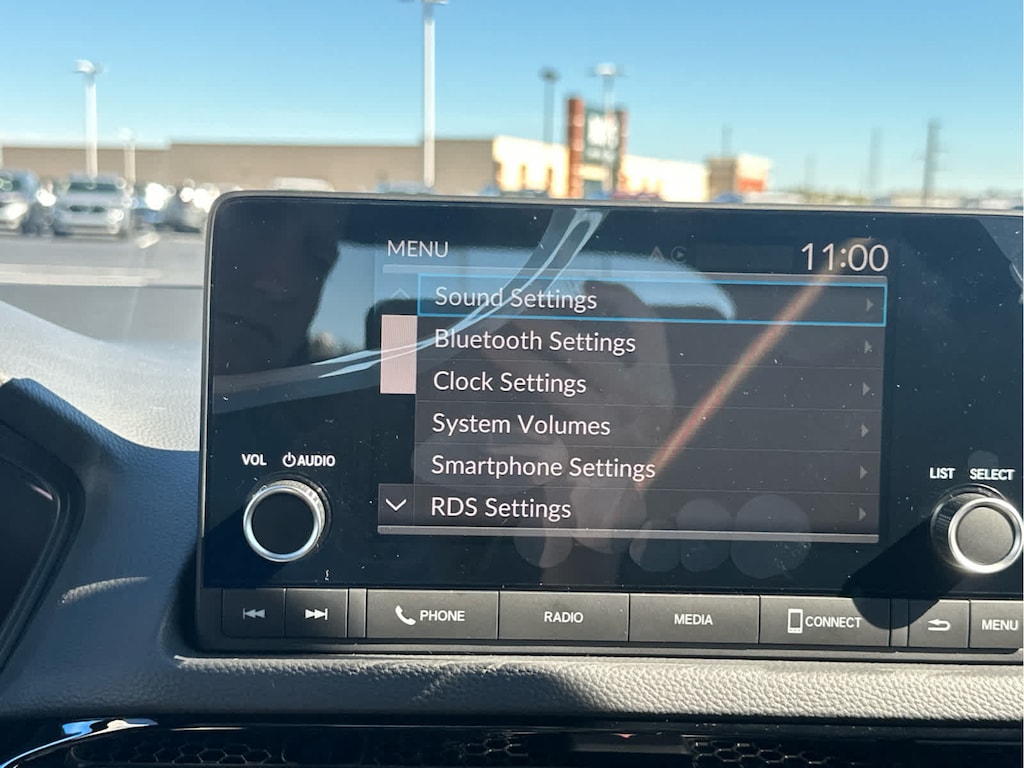 MENU
11:00
Sound Settings
Bluetooth Settings
Clock Settings
System Volumes
Smartphone Settings
RDS Settings
VOL AUDIO
LIST SELECT
PHONE
RADIO
MEDIA
CONNECT
MENU